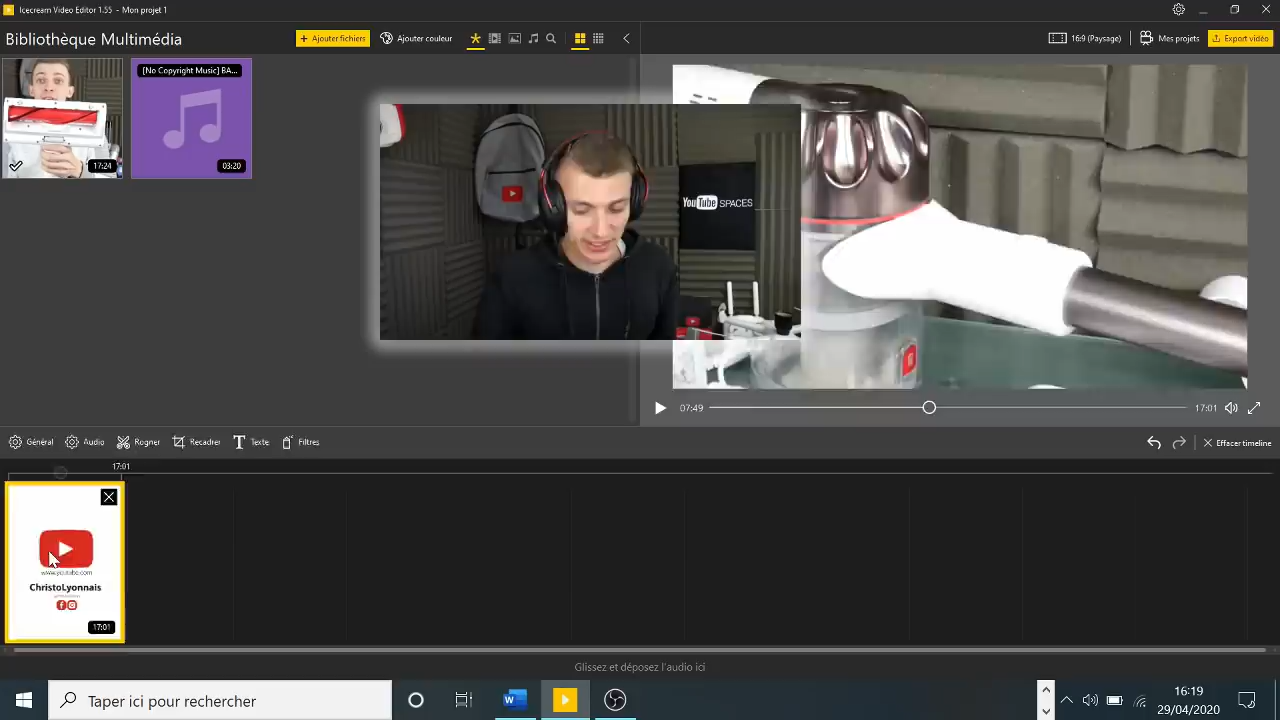 Icecream Video Editor 1.55 - Mon projet 1
Bibliothèque Multimédia
+ Ajouter fichiers
Ajouter couleur
16:9 (Paysage)
Mes projets
Export vidéo
17:24
[No Copyright Music] BA...
03:20
YouTube SPACES
07:49
17:01
Général
Audio
Rogner
Recadrer
Texte
Filtres
Effacer timeline
17:01
www.youtube.com
ChristoLyonnais
17:01
Glissez et déposez l'audio ici
Taper ici pour rechercher
16:19
29/04/2020